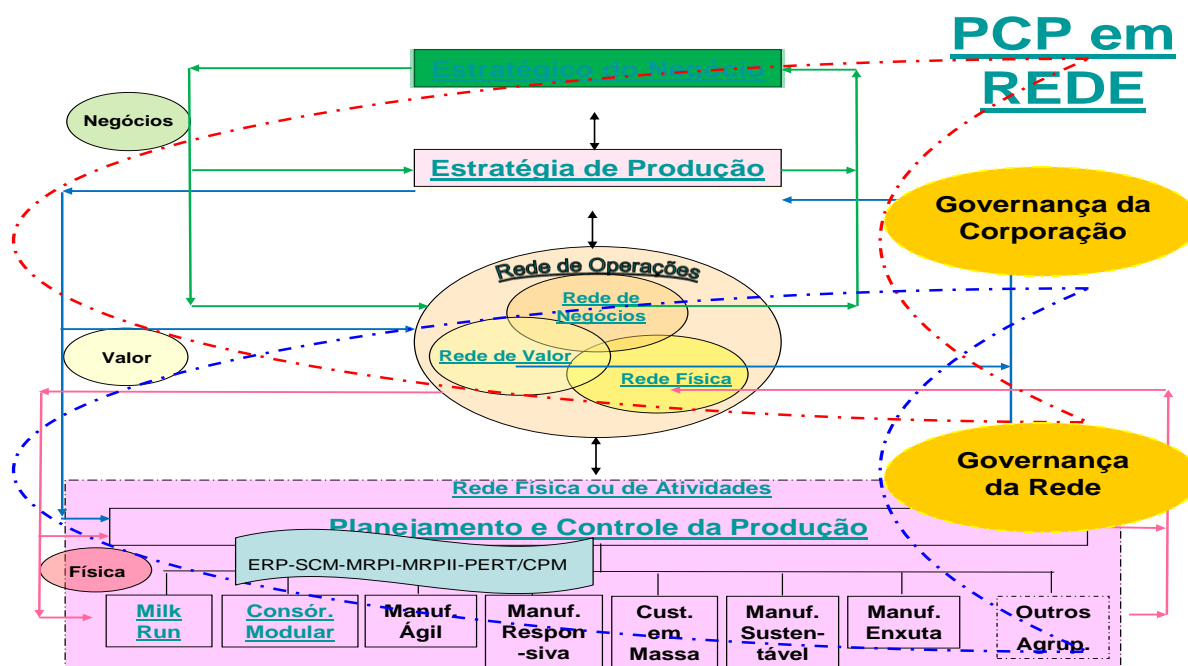 PCP em
REDE
Estratégico do Negócio
Negócios
Estratégia de Produção
Governança da
Corporação
Rede de Operações
Rede de
Negócios
Valor
Rede de Valor
Rede Física
Governança
da Rede
Rede Física ou de Atividades
Planejamento e Controle da Produção
Física
ERP-SCM-MRPI-MRPII-PERT/CPM
Milk
Run
Consór.
Modular
Manuf.
Ágil
Manuf.
Respon-
-siva
Cust.
em
Massa
Manuf.
Susten-
tável
Manuf.
Enxuta
Outros
Agrup.